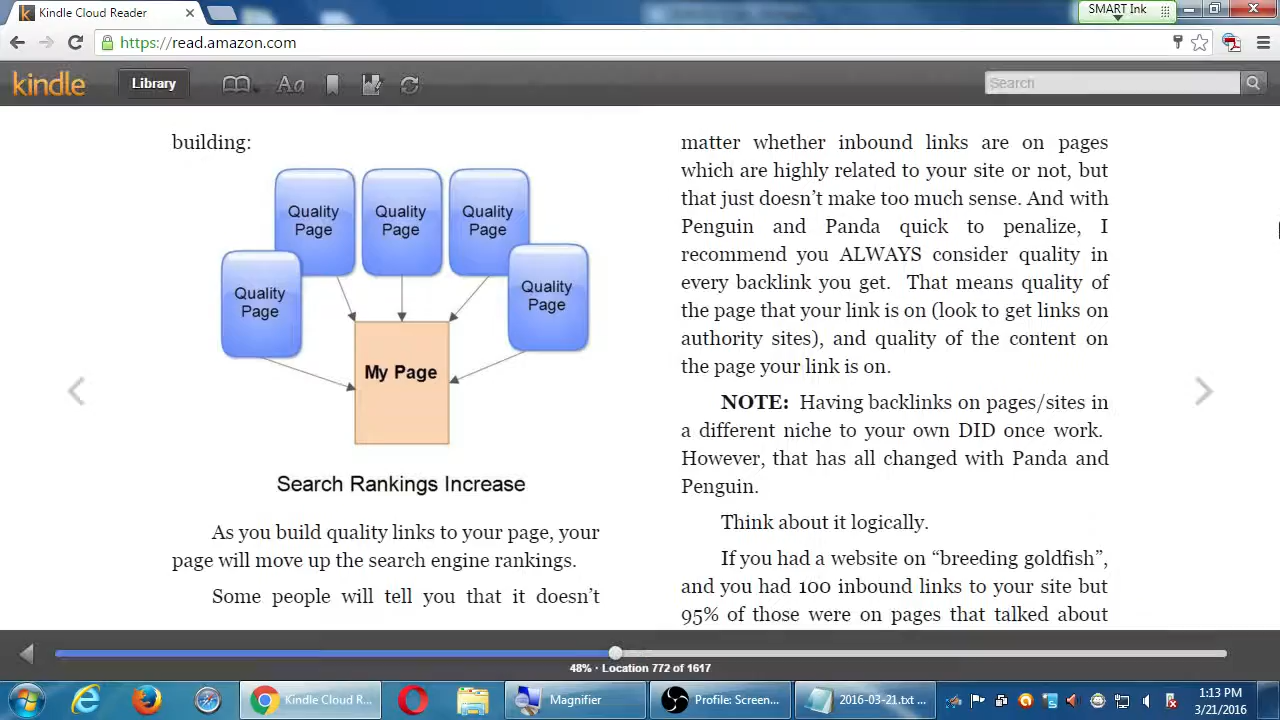 Kindle Cloud Reader
SMART Ink
https://read.amazon.com
kindle
Library
Aa
Search
building:
Quality Page
Quality Page
Quality Page
Quality Page
Quality Page
My Page
Search Rankings Increase
As you build quality links to your page, your
page will move up the search engine rankings.
Some people will tell you that it doesn’t
matter whether inbound links are on pages
which are highly related to your site or not, but
that just doesn’t make too much sense. And with
Penguin and Panda quick to penalize, I
recommend you ALWAYS consider quality in
every backlink you get. That means quality of
the page that your link is on (look to get links on
authority sites), and quality of the content on
the page your link is on.
NOTE: Having backlinks on pages/sites in
a different niche to your own DID once work.
However, that has all changed with Panda and
Penguin.
Think about it logically.
If you had a website on “breeding goldfish”,
and you had 100 inbound links to your site but
95% of those were on pages that talked about
48% · Location 772 of 1617
Kindle Cloud R...
Magnifier
Profile: Screen...
2016-03-21.txt ...
1:13 PM
3/21/2016